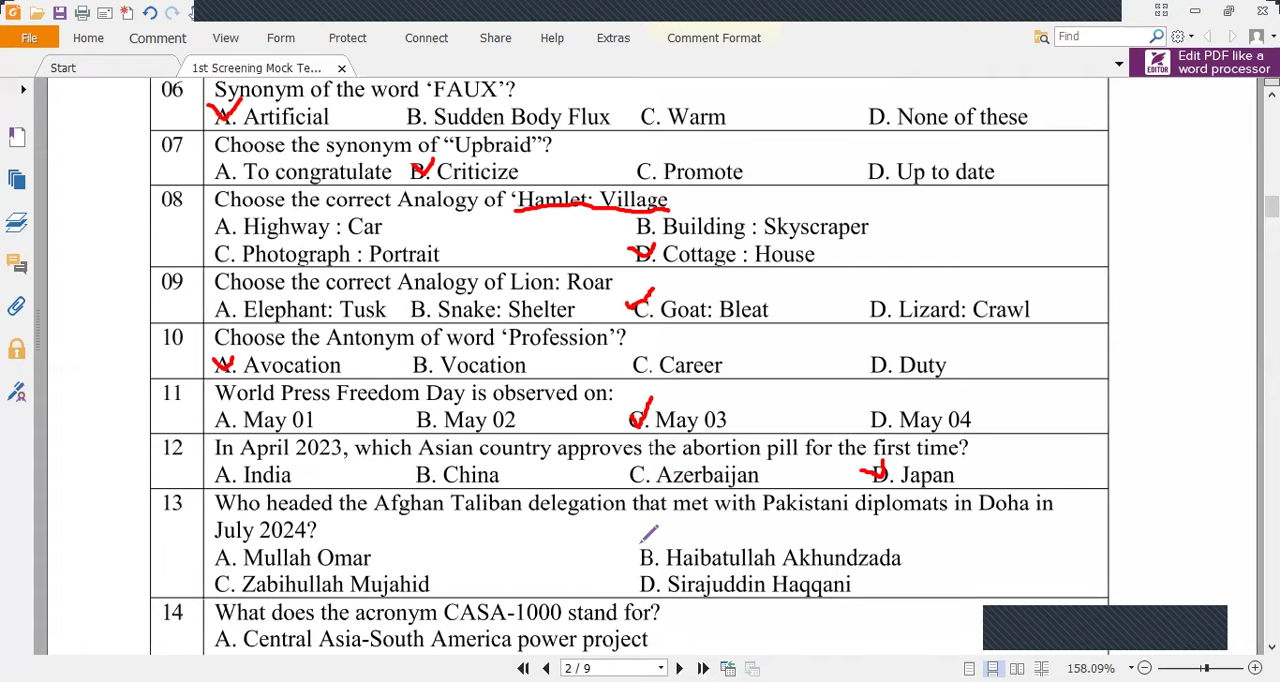 File Home Comment View Form Protect Connect Share Help Extras Comment Format Find
Start 1st Screening Mock Te... Edit PDF like a
EDITOR word processor
06 Synonym of the word ‘FAUX’?
A. Artificial B. Sudden Body Flux C. Warm D. None of these
07 Choose the synonym of “Upbraid”?
A. To congratulate B. Criticize C. Promote D. Up to date
08 Choose the correct Analogy of ‘Hamlet: Village
A. Highway : Car B. Building : Skyscraper
C. Photograph : Portrait D. Cottage : House
09 Choose the correct Analogy of Lion: Roar
A. Elephant: Tusk B. Snake: Shelter C. Goat: Bleat D. Lizard: Crawl
10 Choose the Antonym of word ‘Profession’?
A. Avocation B. Vocation C. Career D. Duty
11 World Press Freedom Day is observed on:
A. May 01 B. May 02 C. May 03 D. May 04
12 In April 2023, which Asian country approves the abortion pill for the first time?
A. India B. China C. Azerbaijan D. Japan
13 Who headed the Afghan Taliban delegation that met with Pakistani diplomats in Doha in
July 2024?
A. Mullah Omar B. Haibatullah Akhundzada
C. Zabihullah Mujahid D. Sirajuddin Haqqani
14 What does the acronym CASA-1000 stand for?
A. Central Asia-South America power project
2 / 9 158.09%